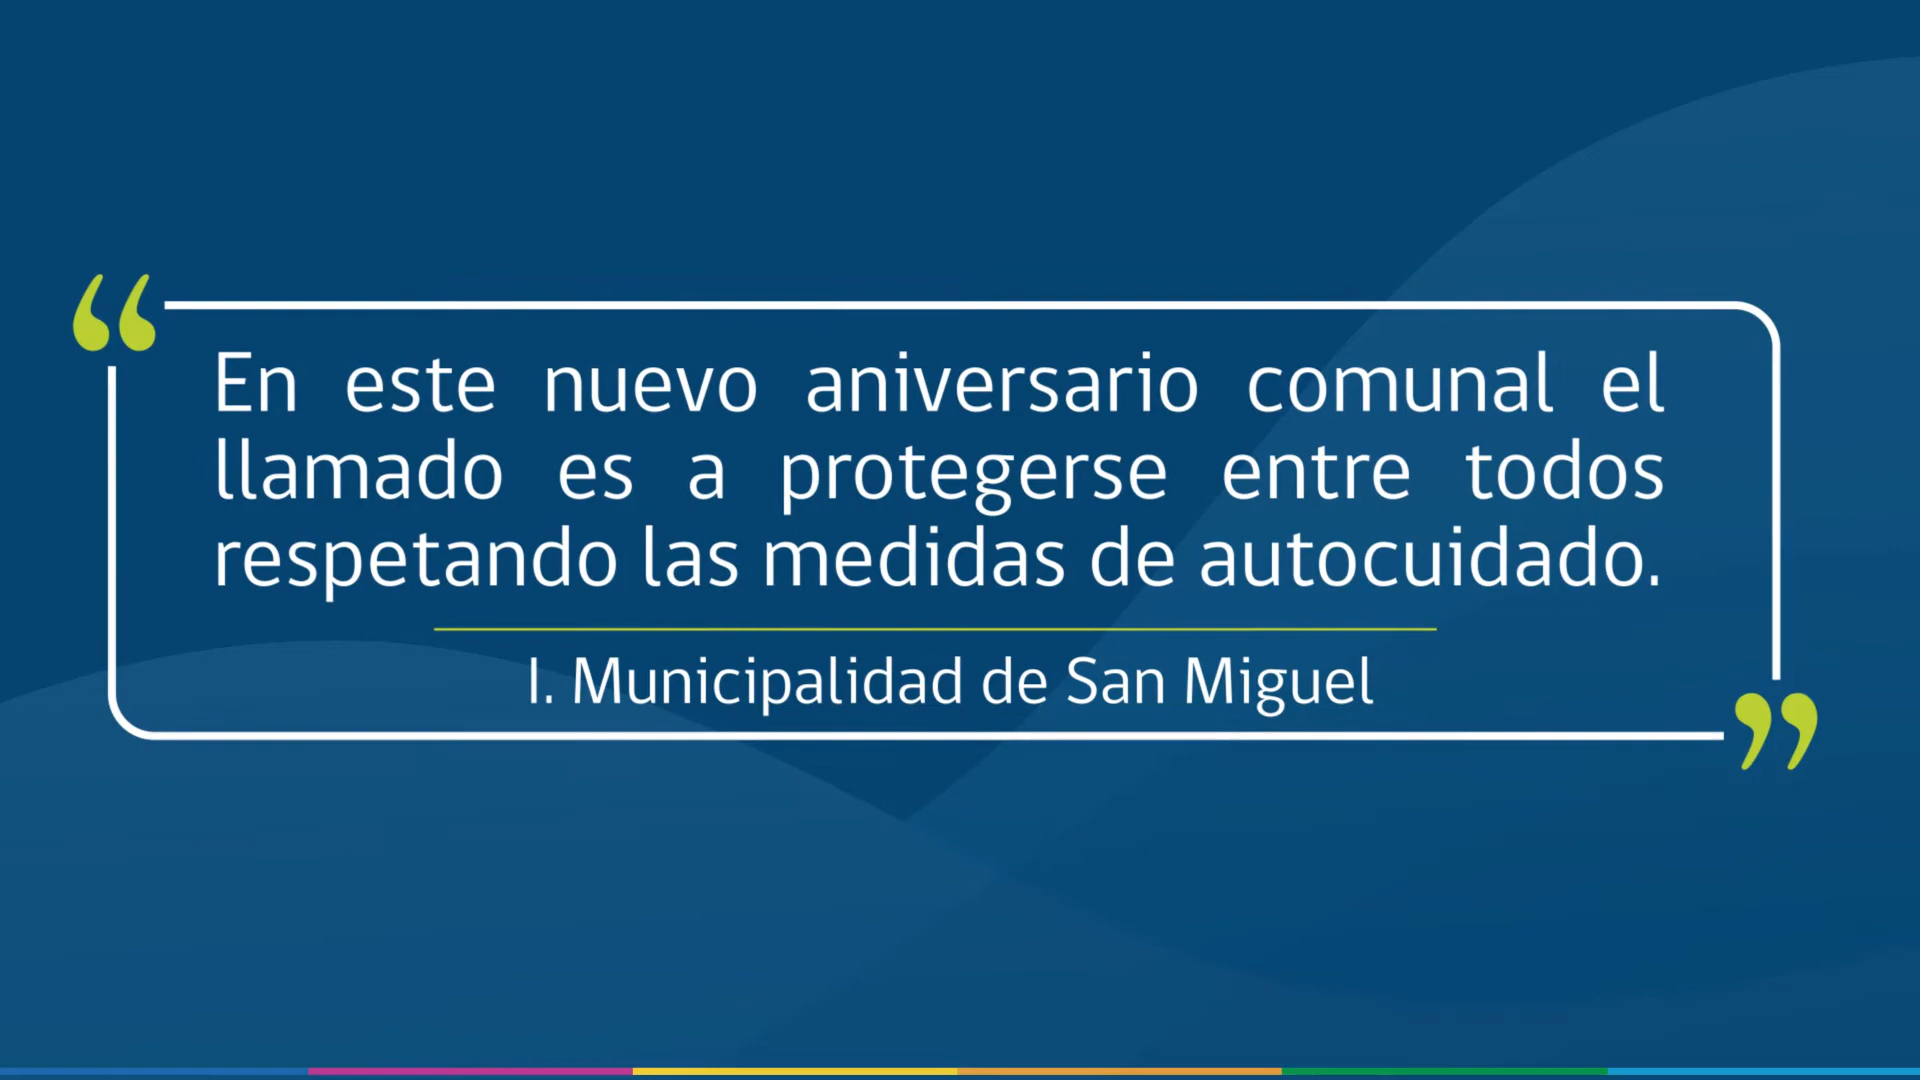 “
En este nuevo aniversario comunal el
llamado es a protegerse entre todos
respetando las medidas de autocuidado.
I. Municipalidad de San Miguel
”